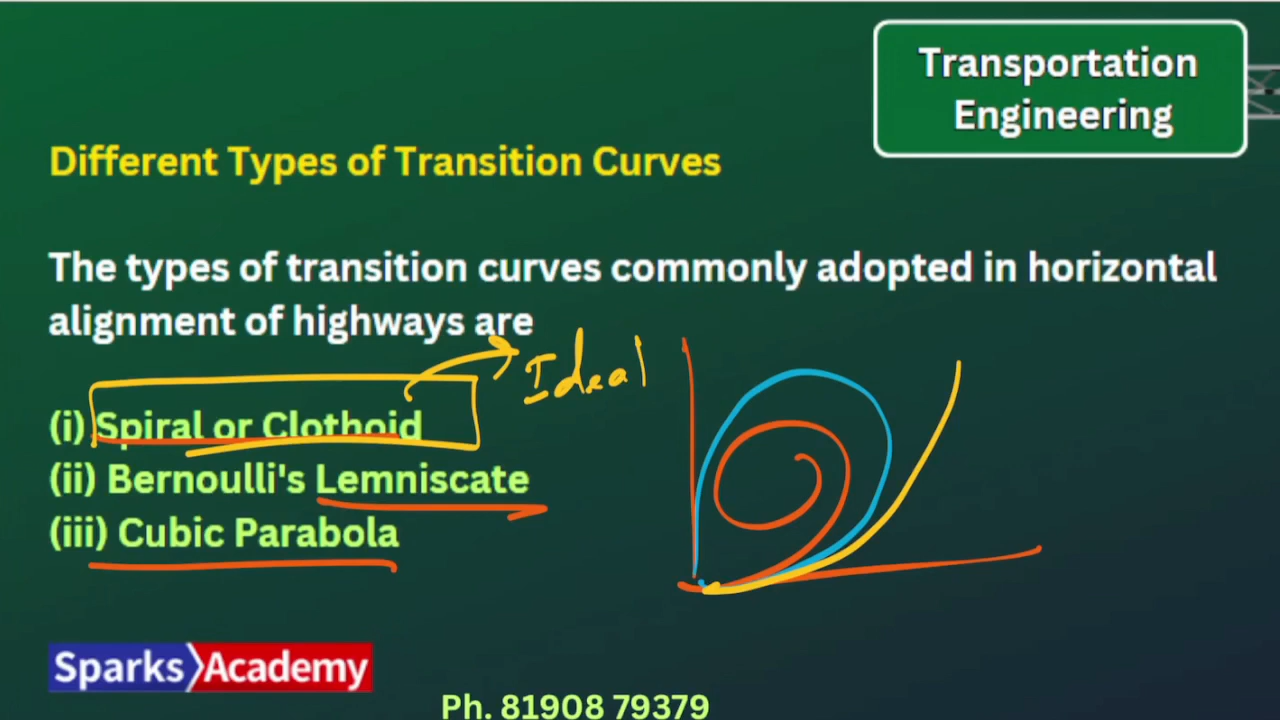 Transportation
Engineering
Different Types of Transition Curves
The types of transition curves commonly adopted in horizontal
alignment of highways are
Ideal
(i) Spiral or Clothoid
(ii) Bernoulli's Lemniscate
(iii) Cubic Parabola
Sparks Academy
Ph. 81908 79379